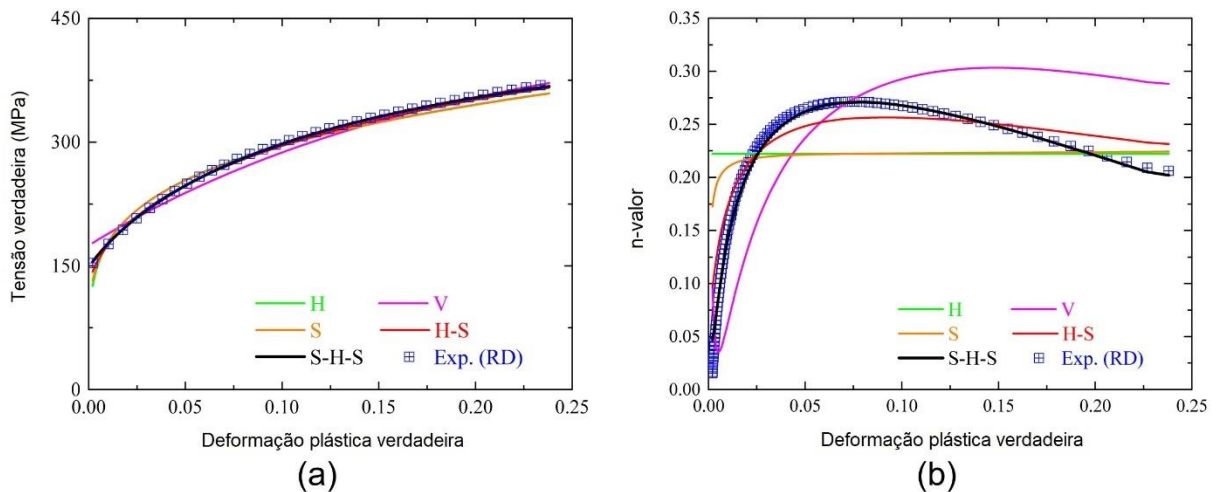 450
300
150
0
0.00 0.05 0.10 0.15 0.20 0.25
Tensão verdadeira (MPa)
Deformação plástica verdadeira
H V
S H-S
S-H-S Exp. (RD)
(a)
0.35
0.30
0.25
0.20
0.15
0.10
0.05
0.00
0.00 0.05 0.10 0.15 0.20 0.25
n-valor
Deformação plástica verdadeira
H V
S H-S
S-H-S Exp. (RD)
(b)